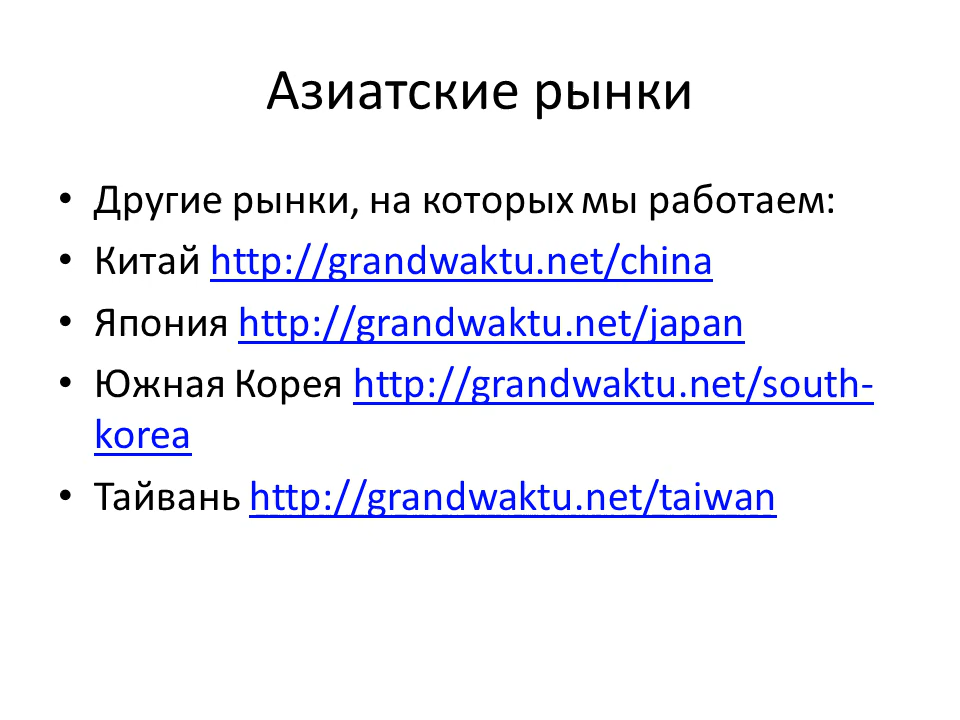 Азиатские рынки
• Другие рынки, на которых мы работаем:
• Китай http://grandwaktu.net/china
• Япония http://grandwaktu.net/japan
• Южная Корея http://grandwaktu.net/south-
korea
• Тайвань http://grandwaktu.net/taiwan